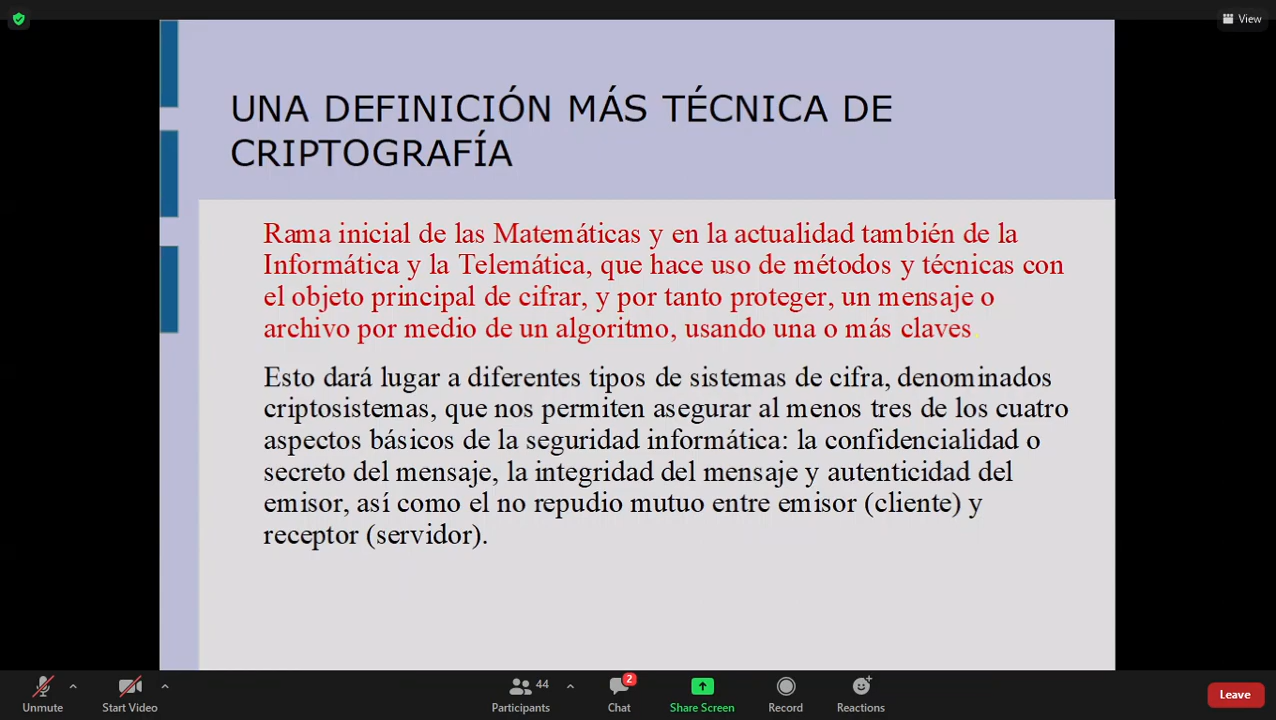 View
UNA DEFINICIÓN MÁS TÉCNICA DE
CRIPTOGRAFÍA
Rama inicial de las Matemáticas y en la actualidad también de la
Informática y la Telemática, que hace uso de métodos y técnicas con
el objeto principal de cifrar, y por tanto proteger, un mensaje o
archivo por medio de un algoritmo, usando una o más claves
Esto dará lugar a diferentes tipos de sistemas de cifra, denominados
criptosistemas, que nos permiten asegurar al menos tres de los cuatro
aspectos básicos de la seguridad informática: la confidencialidad o
secreto del mensaje, la integridad del mensaje y autenticidad del
emisor, así como el no repudio mutuo entre emisor (cliente) y
receptor (servidor).
44
2
Unmute
Start Video
Participants
Chat
Share Screen
Record
Reactions
Leave